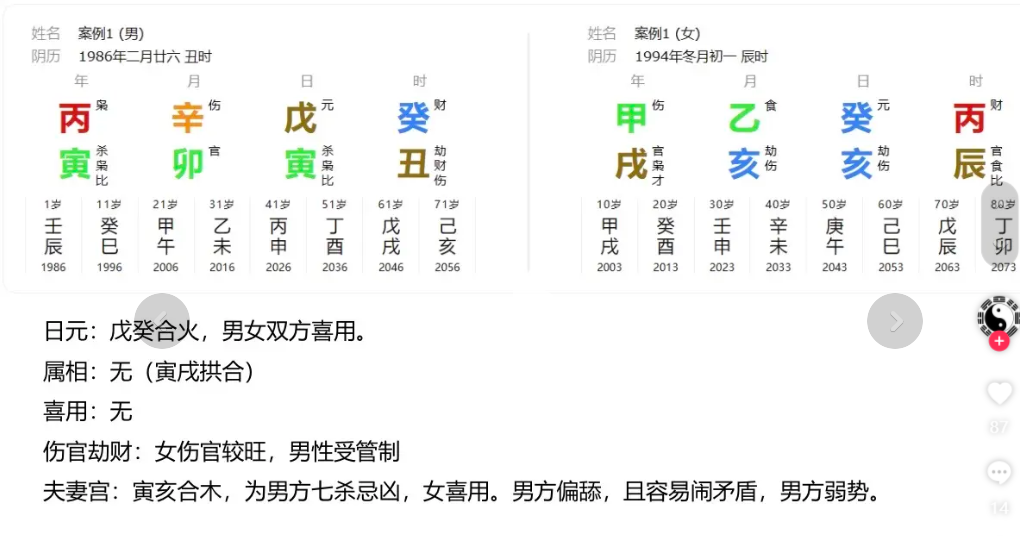 姓名 案例1 (男)
阴历 1986年二月廿六 丑时
年 月 日 时
丙 枭 辛 伤 戊 元 癸 财
寅 杀 枭 比 卯 官 寅 杀 枭 比 丑 劫 财 伤
1岁 11岁 21岁 31岁 41岁 51岁 61岁 71岁
壬 癸 甲 乙 丙 丁 戊 己
辰 巳 午 未 申 酉 戌 亥
1986 1996 2006 2016 2026 2036 2046 2056
姓名 案例1 (女)
阴历 1994年冬月初一 辰时
年 月 日 时
甲 伤 乙 食 癸 元 丙 财
戌 官 枭 才 亥 劫 伤 亥 劫 伤 辰 官 食 比
10岁 20岁 30岁 40岁 50岁 60岁 70岁 80岁
甲 癸 壬 辛 庚 己 戊 丁
戌 酉 申 未 午 巳 辰 卯
2003 2013 2023 2033 2043 2053 2063 2073
日元：戊癸合火，男女双方喜用。
属相：无（寅戌拱合）
喜用：无
伤官劫财：女伤官较旺，男性受管制
夫妻宫：寅亥合木，为男方七杀忌凶，女喜用。男方偏舔，且容易闹矛盾，男方弱势。
87
14